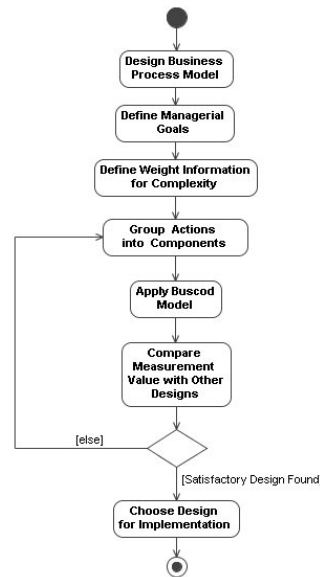 Design Business
Process Model
Define Managerial
Goals
Define Weight Information
for Complexity
Group Actions
into Components
Apply Buscod
Model
Compare
Measurement
Value with Other
Designs
[else]
[Satisfactory Design Found
Choose Design
for Implementation